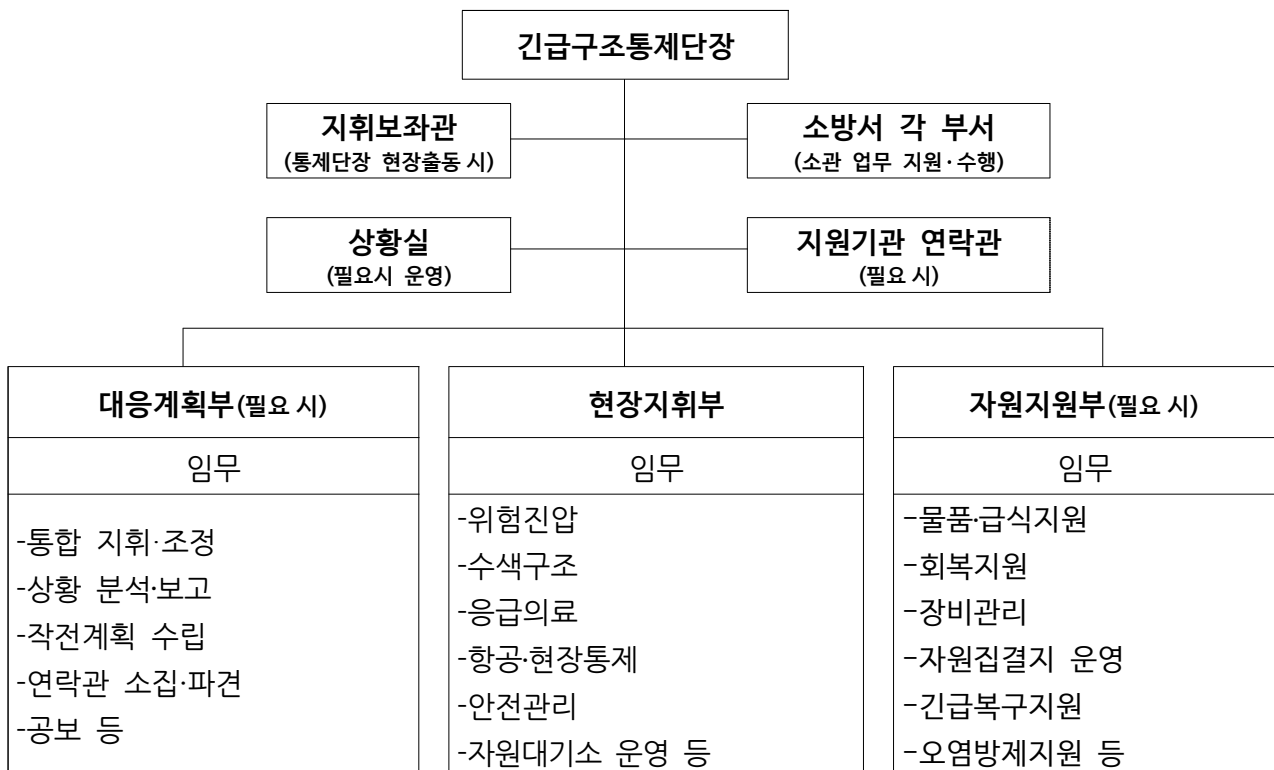 긴급구조통제단장
지휘보좌관
(통제단장 현장출동 시)
소방서 각 부서
(소관 업무 지원·수행)
상황실
(필요시 운영)
지원기관 연락관
(필요 시)
대응계획부(필요 시)
임무
-통합 지휘·조정
-상황 분석·보고
-작전계획 수립
-연락관 소집·파견
-공보 등
현장지휘부
임무
-위험진압
-수색구조
-응급의료
-항공·현장통제
-안전관리
-자원대기소 운영 등
자원지원부(필요 시)
임무
-물품·급식지원
-회복지원
-장비관리
-자원집결지 운영
-긴급복구지원
-오염방제지원 등